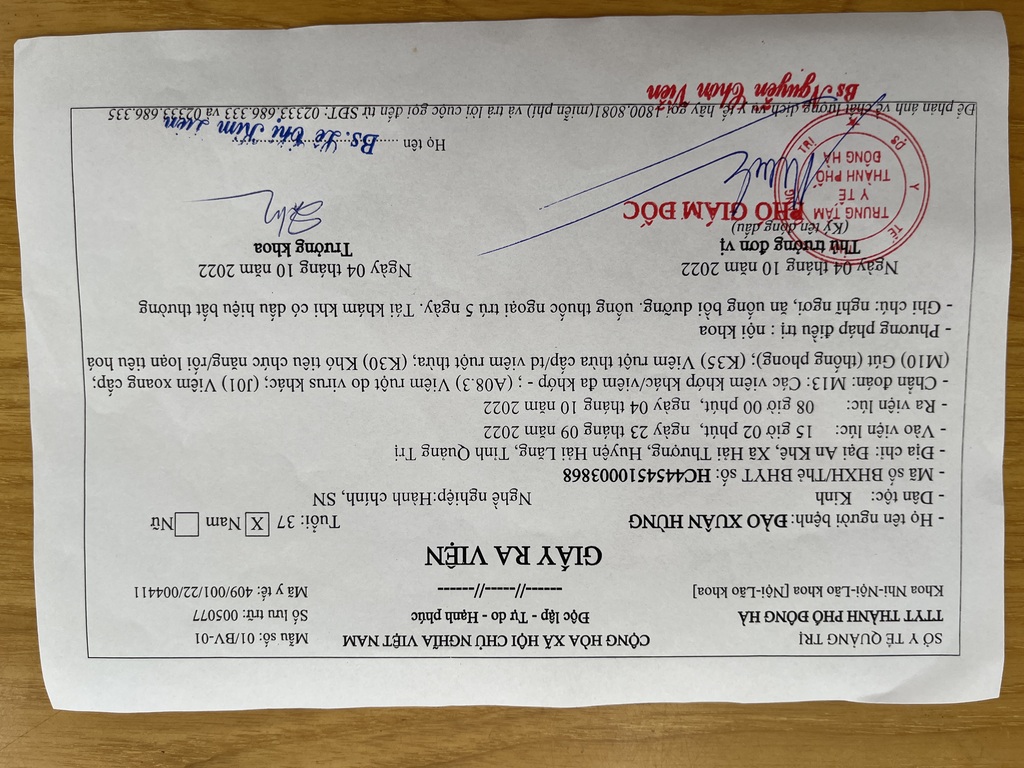 SỞ Y TẾ QUẢNG TRỊ
TTYT THÀNH PHỐ ĐÔNG HÀ
Khoa Nhi-Nội-Lão khoa [Nội-Lão khoa]
CỘNG HÒA XÃ HỘI CHỦ NGHĨA VIỆT NAM
Độc lập - Tự do - Hạnh phúc
------//-----//------
Mẫu số: 01/BV-01
Số lưu trữ: 005077
Mã y tế: 409/001/22/004411
GIẤY RA VIỆN
- Họ tên người bệnh: ĐÀO XUÂN HÙNG Tuổi: 37 X Nam Nữ
- Dân tộc: Kinh Nghề nghiệp:Hành chính, SN
- Mã số BHXH/Thẻ BHYT số: HC4454510003868
- Địa chỉ: Đại An Khê, Xã Hải Thượng, Huyện Hải Lăng, Tỉnh Quảng Trị
- Vào viện lúc: 15 giờ 02 phút, ngày 23 tháng 09 năm 2022
- Ra viện lúc: 08 giờ 00 phút, ngày 04 tháng 10 năm 2022
- Chẩn đoán: M13: Các viêm khớp khác/viêm đa khớp - ; (A08.3) Viêm ruột do virus khác; (J01) Viêm xoang cấp;
(M10) Gút (thống phong); (K35) Viêm ruột thừa cấp/td viêm ruột thừa; (K30) Khó tiêu chức năng/rối loạn tiêu hoá
- Phương pháp điều trị : nội khoa
- Ghi chú: nghĩ ngơi, ăn uống bồi dưỡng. uống thuốc ngoại trú 5 ngày. Tái khám khi có dấu hiệu bất thường
Ngày 04 tháng 10 năm 2022
Thủ trưởng đơn vị
(Ký tên đóng dấu)
PHÓ GIÁM ĐỐC
TRUNG TÂM
Y TẾ
THÀNH PHỐ
ĐÔNG HÀ
Bs Nguyễn Chơn Viên
Ngày 04 tháng 10 năm 2022
Trưởng khoa
Họ tên
Bs. Lê Thị Kim Liên
Để phản ánh về chất lượng dịch vụ y tế, hãy gọi 1800.8081(miễn phí) và trả lời cuộc gọi đến từ SĐT: 02333.686.333 và 02333.686.335